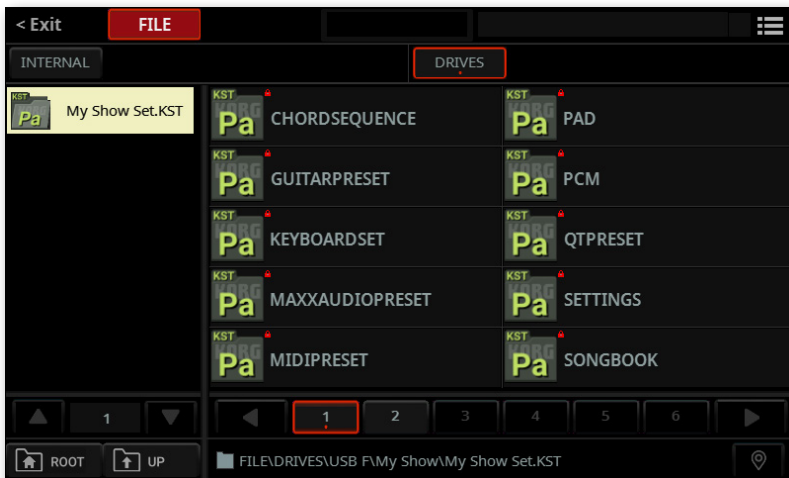 < Exit FILE
INTERNAL DRIVES
KST Pa My Show Set.KST
KST KORG Pa CHORDSEQUENCE
KST KORG Pa PAD
KST KORG Pa GUITARPRESET
KST KORG Pa PCM
KST KORG Pa KEYBOARDSET
KST KORG Pa QTPRESET
KST KORG Pa MAXXAUDIOPRESET
KST KORG Pa SETTINGS
KST KORG Pa MIDIPRESET
KST KORG Pa SONGBOOK
1 1 2 3 4 5 6
ROOT UP FILE\DRIVES\USB F\My Show\My Show Set.KST